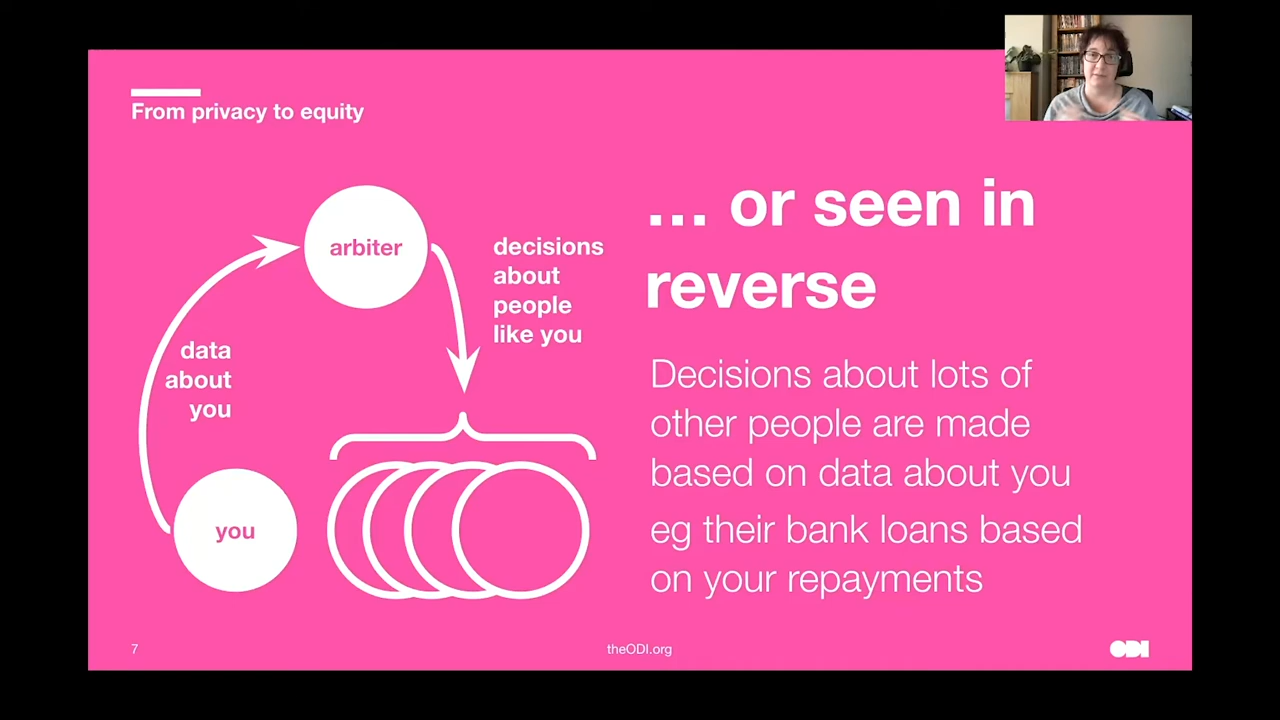 From privacy to equity
… or seen in
reverse
arbiter
decisions
about
people
like you
data
about
you
you
Decisions about lots of
other people are made
based on data about you
eg their bank loans based
on your repayments
7
theODI.org
ODI